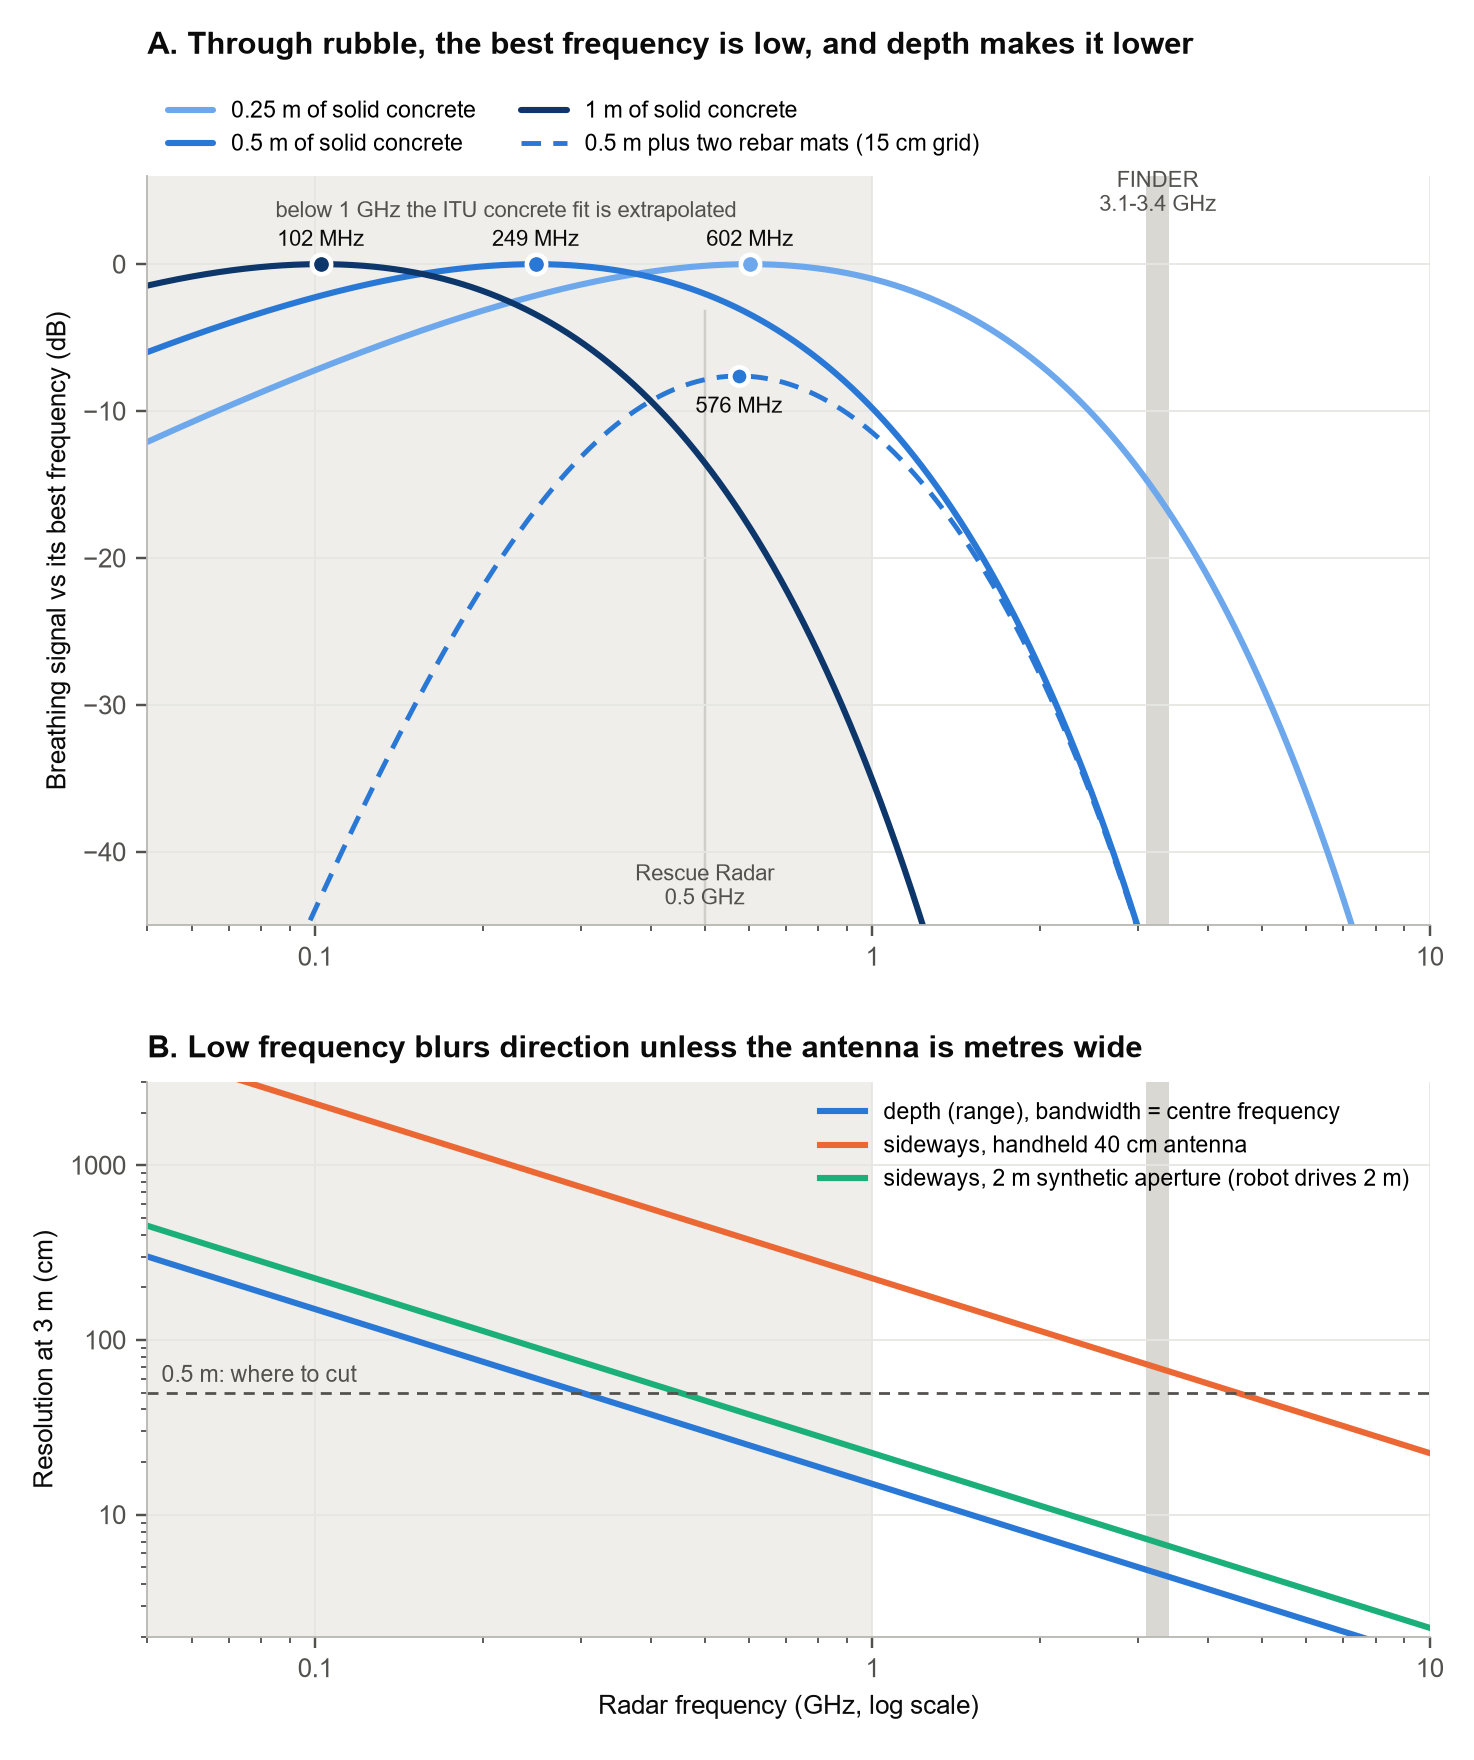 A. Through rubble, the best frequency is low, and depth makes it lower
0.25 m of solid concrete
1 m of solid concrete
0.5 m of solid concrete
0.5 m plus two rebar mats (15 cm grid)
FINDER
3.1-3.4 GHz
below 1 GHz the ITU concrete fit is extrapolated
102 MHz
249 MHz
602 MHz
576 MHz
Rescue Radar
0.5 GHz
Breathing signal vs its best frequency (dB)
0
−10
−20
−30
−40
0.1
1
10
B. Low frequency blurs direction unless the antenna is metres wide
depth (range), bandwidth = centre frequency
sideways, handheld 40 cm antenna
sideways, 2 m synthetic aperture (robot drives 2 m)
0.5 m: where to cut
Resolution at 3 m (cm)
1000
100
10
0.1
1
10
Radar frequency (GHz, log scale)